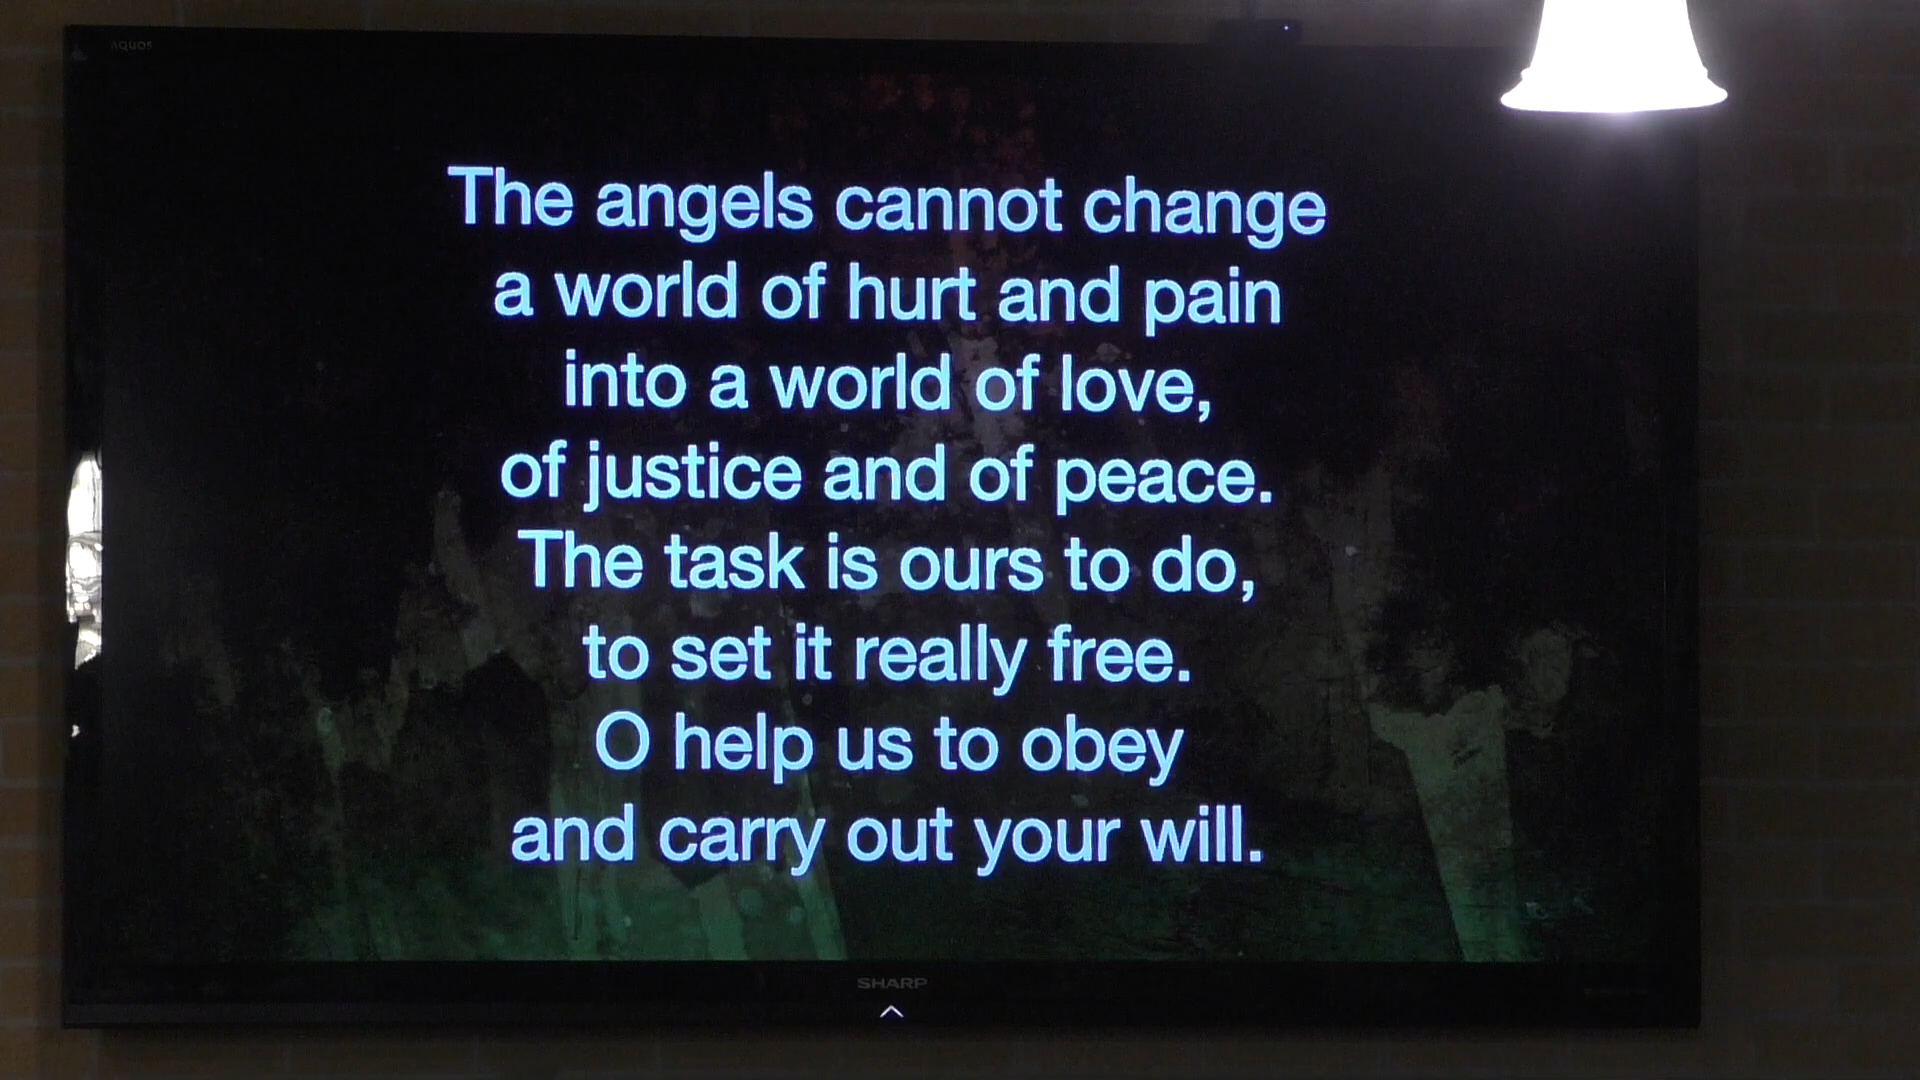 AQUOS
The angels cannot change
a world of hurt and pain
into a world of love,
of justice and of peace.
The task is ours to do,
to set it really free.
O help us to obey
and carry out your will.
SHARP